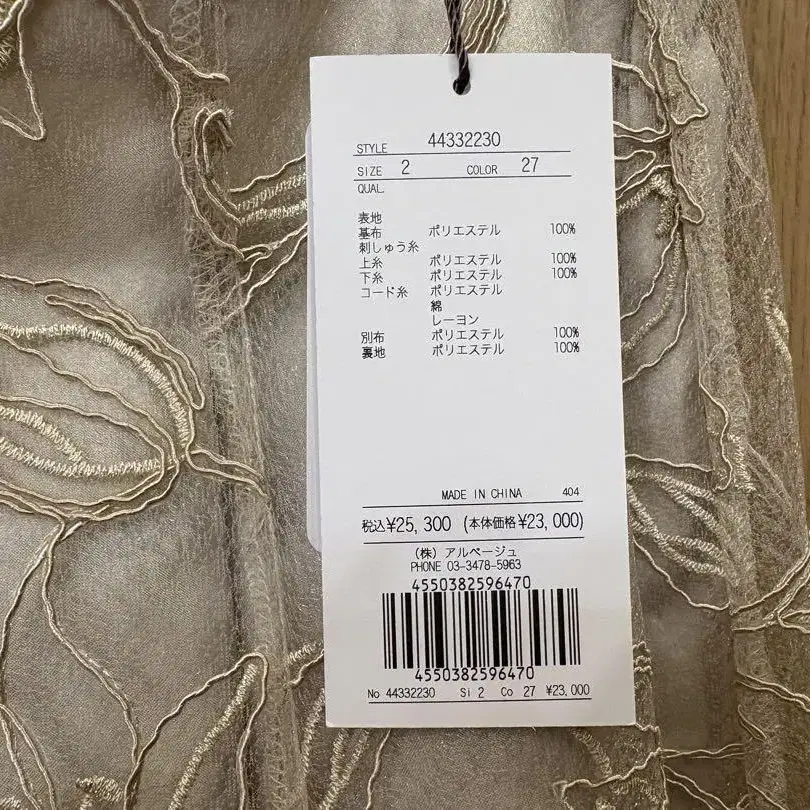 STYLE 44332230
SIZE 2 COLOR 27
QUAL.
表地
基布 ポリエステル 100%
刺しゅう糸
上糸 ポリエステル 100%
下糸 ポリエステル 100%
コード糸 ポリエステル
綿
レーヨン
別布 ポリエステル 100%
裏地 ポリエステル 100%
MADE IN CHINA 404
税込¥25,300 (本体価格¥23,000)
(株) アルページュ
PHONE 03-3478-5963
4550382596470
4550382596470
No 44332230 Si 2 Co 27 ¥23,000